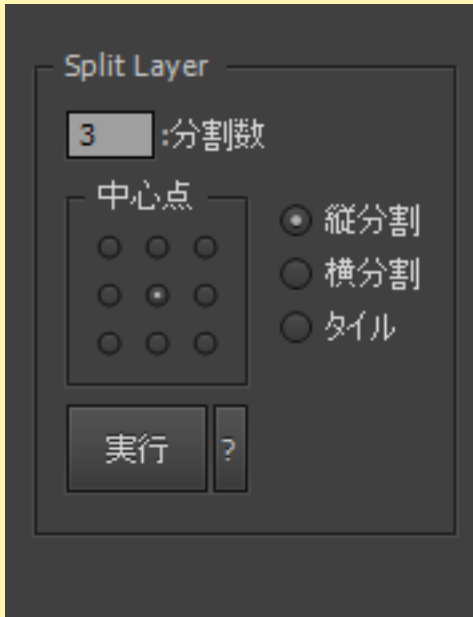 Split Layer
3 :分割数
中心点
縦分割
横分割
タイル
実行 ?